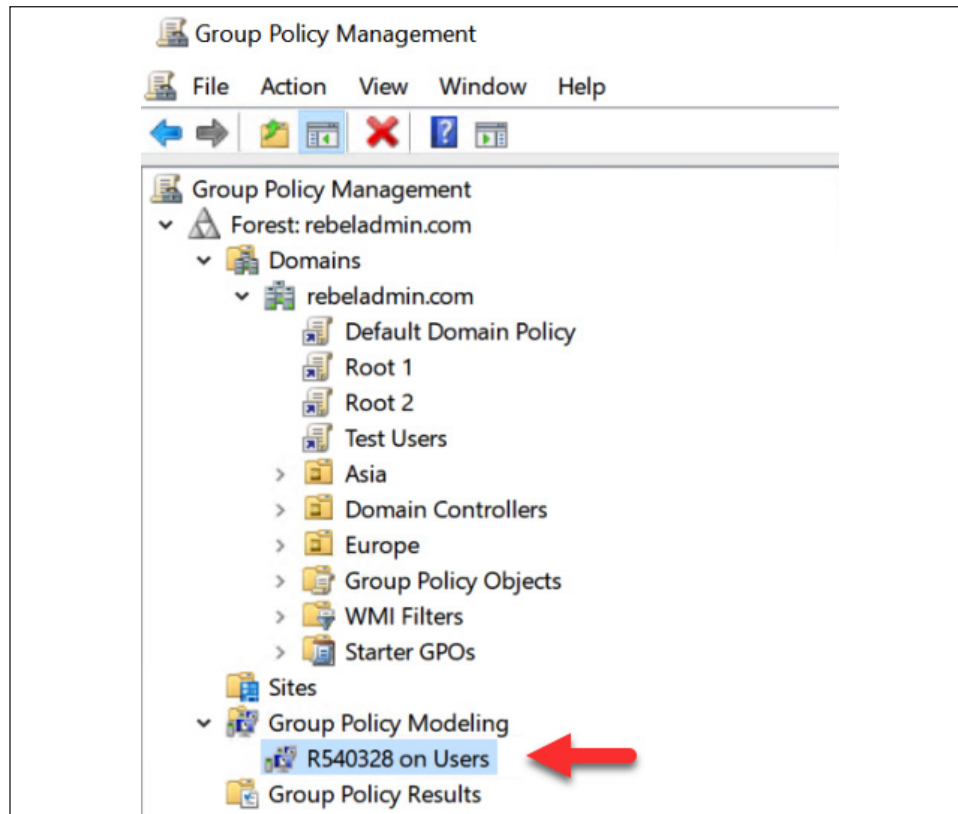 Group Policy Management
File Action View Window Help
Group Policy Management
Forest: rebeladmin.com
Domains
rebeladmin.com
Default Domain Policy
Root 1
Root 2
Test Users
Asia
Domain Controllers
Europe
Group Policy Objects
WMI Filters
Starter GPOs
Sites
Group Policy Modeling
R540328 on Users
Group Policy Results